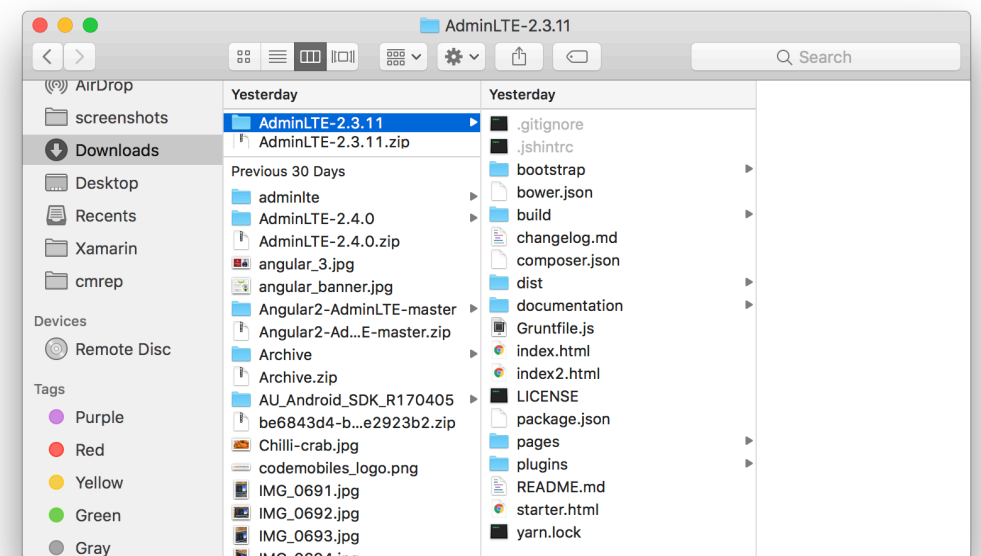 AdminLTE-2.3.11
Search
AirDrop
screenshots
Downloads
Desktop
Recents
Xamarin
cmrep
Devices
Remote Disc
Tags
Purple
Red
Yellow
Green
Gray
Yesterday
AdminLTE-2.3.11
AdminLTE-2.3.11.zip
Previous 30 Days
adminlte
AdminLTE-2.4.0
AdminLTE-2.4.0.zip
angular_3.jpg
angular_banner.jpg
Angular2-AdminLTE-master
Angular2-Ad...E-master.zip
Archive
Archive.zip
AU_Android_SDK_R170405
be6843d4-b...e2923b2.zip
Chilli-crab.jpg
codemobiles_logo.png
IMG_0691.jpg
IMG_0692.jpg
IMG_0693.jpg
Yesterday
.gitignore
.jshintrc
bootstrap
bower.json
build
changelog.md
composer.json
dist
documentation
Gruntfile.js
index.html
index2.html
LICENSE
package.json
pages
plugins
README.md
starter.html
yarn.lock